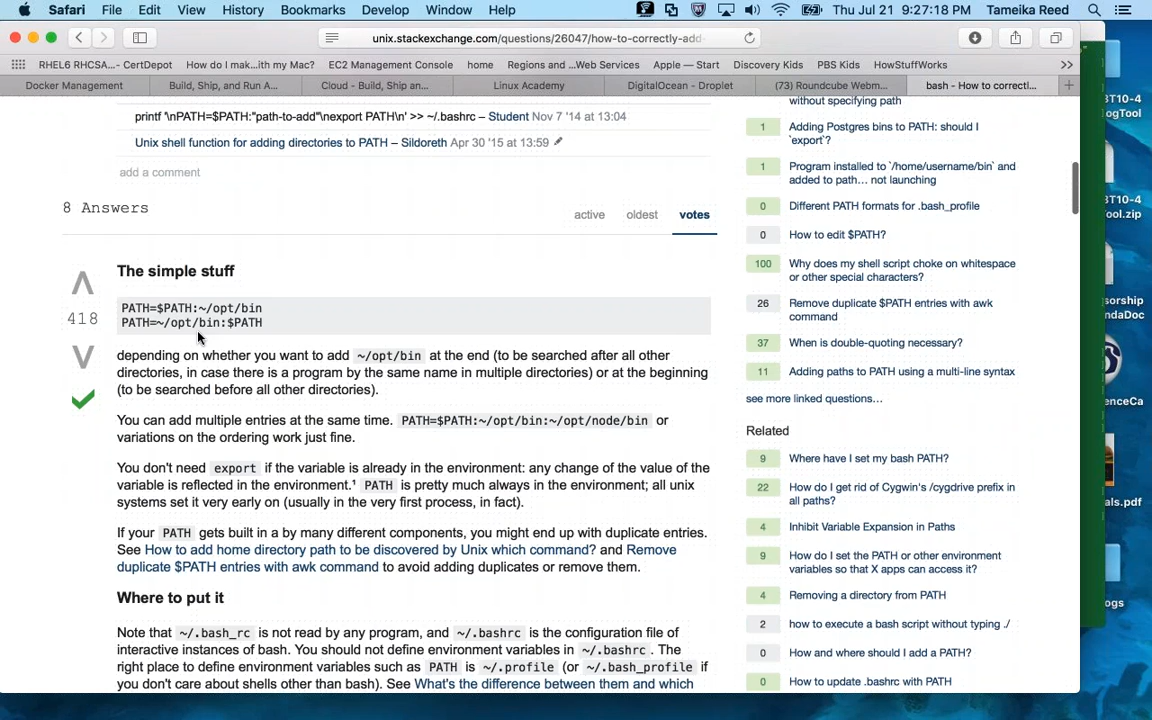 Safari File Edit View History Bookmarks Develop Window Help Thu Jul 21 9:27:18 PM Tameika Reed
unix.stackexchange.com/questions/26047/how-to-correctly-add-
RHEL6 RHCSA...- CertDepot How do I mak...ith my Mac? EC2 Management Console home Regions and ...Web Services Apple — Start Discovery Kids PBS Kids HowStuffWorks >>
Docker Management Build, Ship, and Run A... Cloud - Build, Ship an... Linux Academy DigitalOcean - Droplet (73) Roundcube Webm... bash - How to correctl... +
printf '\nPATH=$PATH:"path-to-add"\nexport PATH\n' >> ~/.bashrc – Student Nov 7 '14 at 13:04
Unix shell function for adding directories to PATH – Sildoreth Apr 30 '15 at 13:59
add a comment
8 Answers
active oldest votes
The simple stuff
PATH=$PATH:~/opt/bin
PATH=~/opt/bin:$PATH
418
depending on whether you want to add ~/opt/bin at the end (to be searched after all other
directories, in case there is a program by the same name in multiple directories) or at the beginning
(to be searched before all other directories).
You can add multiple entries at the same time. PATH=$PATH:~/opt/bin:~/opt/node/bin or
variations on the ordering work just fine.
You don't need export if the variable is already in the environment: any change of the value of the
variable is reflected in the environment.¹ PATH is pretty much always in the environment; all unix
systems set it very early on (usually in the very first process, in fact).
If your PATH gets built in a by many different components, you might end up with duplicate entries.
See How to add home directory path to be discovered by Unix which command? and Remove
duplicate $PATH entries with awk command to avoid adding duplicates or remove them.
Where to put it
Note that ~/.bash_rc is not read by any program, and ~/.bashrc is the configuration file of
interactive instances of bash. You should not define environment variables in ~/.bashrc . The
right place to define environment variables such as PATH is ~/.profile (or ~/.bash_profile if
you don't care about shells other than bash). See What's the difference between them and which
without specifying path
1 Adding Postgres bins to PATH: should I
`export`?
1 Program installed to `/home/username/bin` and
added to path... not launching
0 Different PATH formats for .bash_profile
0 How to edit $PATH?
100 Why does my shell script choke on whitespace
or other special characters?
26 Remove duplicate $PATH entries with awk
command
37 When is double-quoting necessary?
11 Adding paths to PATH using a multi-line syntax
see more linked questions…
Related
9 Where have I set my bash PATH?
22 How do I get rid of Cygwin's /cygdrive prefix in
all paths?
4 Inhibit Variable Expansion in Paths
9 How do I set the PATH or other environment
variables so that X apps can access it?
4 Removing a directory from PATH
2 how to execute a bash script without typing ./
0 How and where should I add a PATH?
0 How to update .bashrc with PATH
BT10-4
ogTool
BT10-4
ool.zip
orship
ndaDoc
enceCa
als.pdf
ogs